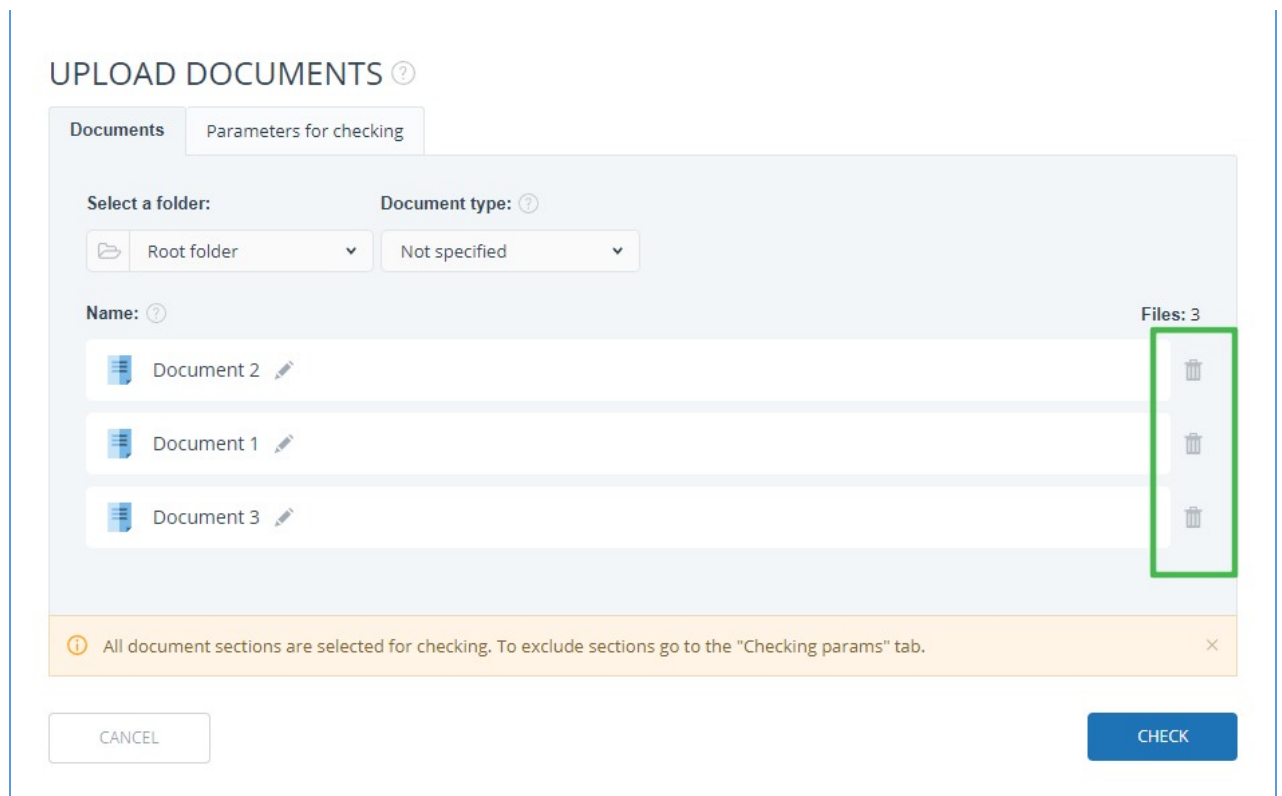 UPLOAD DOCUMENTS ?
Documents Parameters for checking
Select a folder: Document type: ?
Root folder Not specified
Name: ? Files: 3
Document 2
Document 1
Document 3
All document sections are selected for checking. To exclude sections go to the "Checking params" tab.
CANCEL CHECK